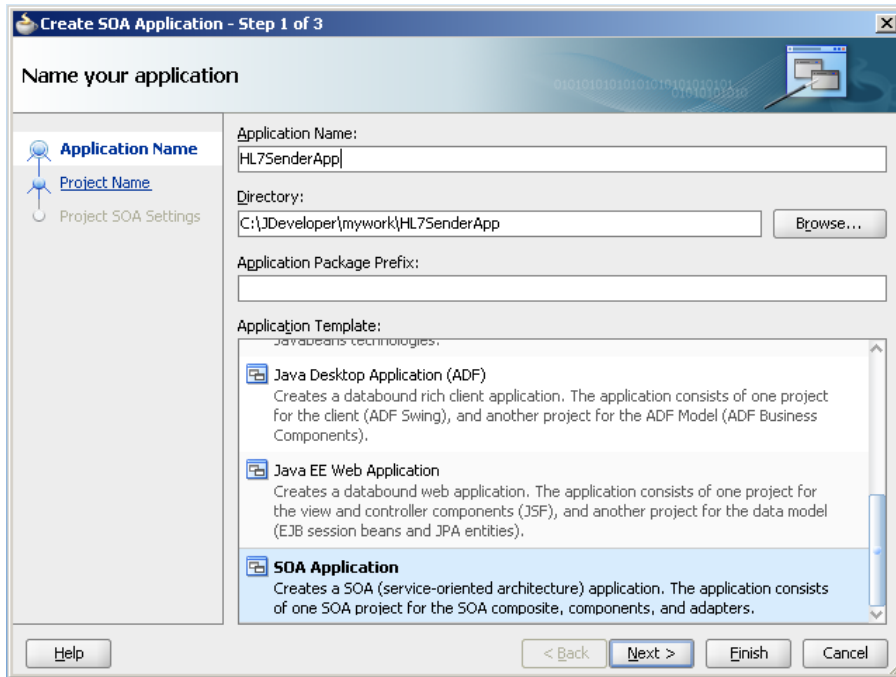 Create SOA Application - Step 1 of 3
Name your application
Application Name
Project Name
Project SOA Settings
Application Name:
HL7SenderApp
Directory:
C:\JDeveloper\mywork\HL7SenderApp
Browse...
Application Package Prefix:
Application Template:
Javabeans technologies.
Java Desktop Application (ADF)
Creates a databound rich client application. The application consists of one project
for the client (ADF Swing), and another project for the ADF Model (ADF Business
Components).
Java EE Web Application
Creates a databound web application. The application consists of one project for
the view and controller components (JSF), and another project for the data model
(EJB session beans and JPA entities).
SOA Application
Creates a SOA (service-oriented architecture) application. The application consists
of one SOA project for the SOA composite, components, and adapters.
Help
< Back
Next >
Finish
Cancel